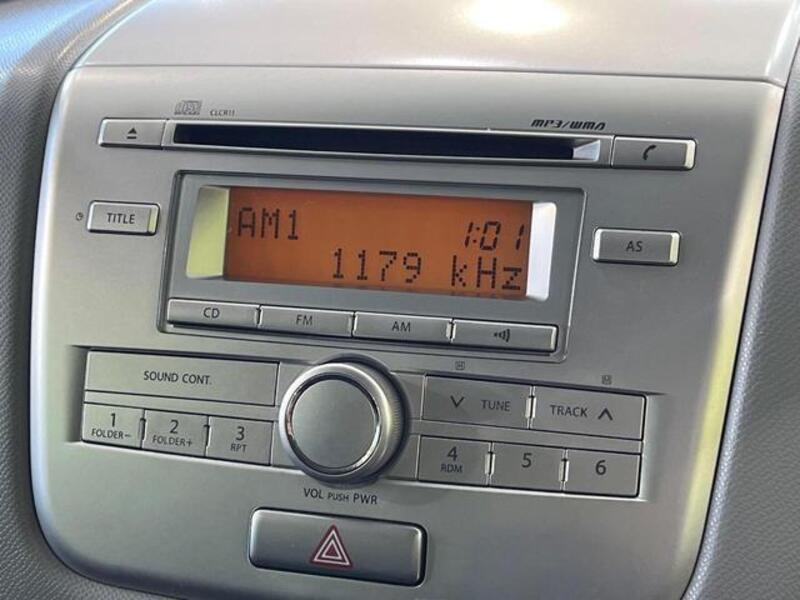 CLCR11
MP3/WMA
TITLE
AM1 1:01
1179 kHz
AS
CD FM AM
SOUND CONT.
TUNE TRACK
1 2 3
FOLDER- FOLDER+ RPT
4 5 6
RDM
VOL PUSH PWR